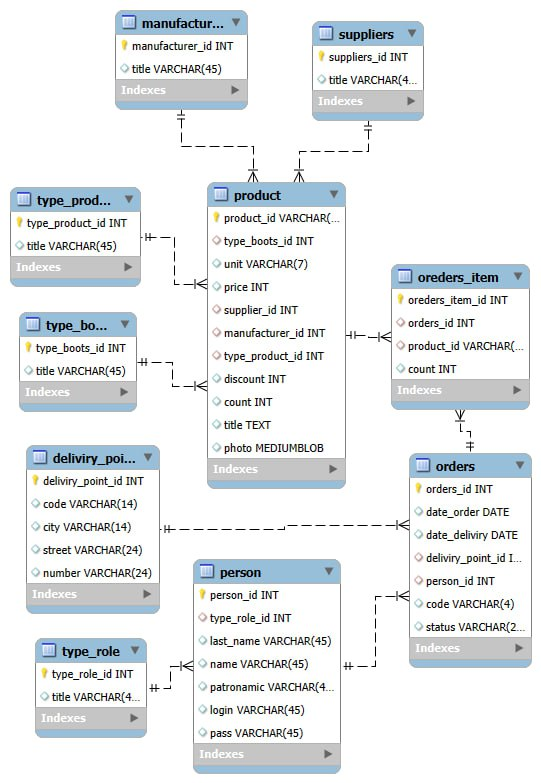 manufactur...
manufacturer_id INT
title VARCHAR(45)
Indexes
suppliers
suppliers_id INT
title VARCHAR(4...
Indexes
type_prod...
type_product_id INT
title VARCHAR(45)
Indexes
product
product_id VARCHAR(...
type_boots_id INT
unit VARCHAR(7)
price INT
supplier_id INT
manufacturer_id INT
type_product_id INT
discount INT
count INT
title TEXT
photo MEDIUMBLOB
Indexes
type_bo...
type_boots_id INT
title VARCHAR(45)
Indexes
oreders_item
oreders_item_id INT
orders_id INT
product_id VARCHAR(...
count INT
Indexes
deliviry_poi...
deliviry_point_id INT
code VARCHAR(14)
city VARCHAR(14)
street VARCHAR(24)
number VARCHAR(24)
Indexes
orders
orders_id INT
date_order DATE
date_deliviry DATE
deliviry_point_id I...
person_id INT
code VARCHAR(4)
status VARCHAR(2...
Indexes
person
person_id INT
type_role_id INT
last_name VARCHAR(45)
name VARCHAR(45)
patronamic VARCHAR(4...
login VARCHAR(45)
pass VARCHAR(45)
Indexes
type_role
type_role_id INT
title VARCHAR(4...
Indexes